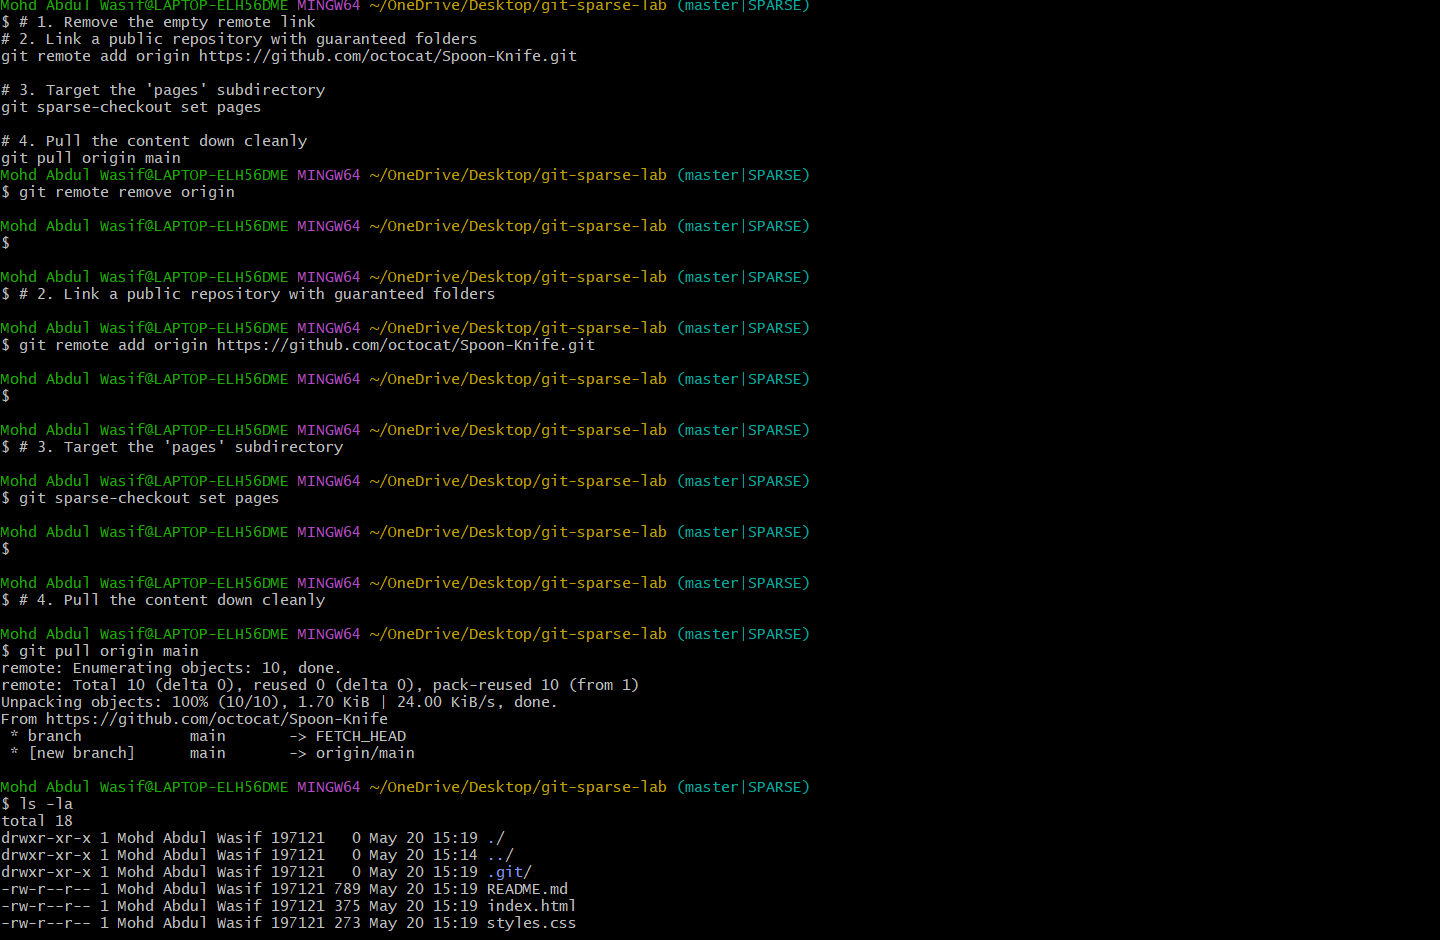 Mohd Abdul Wasif@LAPTOP-ELH56DME MINGW64 ~/OneDrive/Desktop/git-sparse-lab (master|SPARSE)
$ # 1. Remove the empty remote link
# 2. Link a public repository with guaranteed folders
git remote add origin https://github.com/octocat/Spoon-Knife.git
# 3. Target the 'pages' subdirectory
git sparse-checkout set pages
# 4. Pull the content down cleanly
git pull origin main
Mohd Abdul Wasif@LAPTOP-ELH56DME MINGW64 ~/OneDrive/Desktop/git-sparse-lab (master|SPARSE)
$ git remote remove origin
Mohd Abdul Wasif@LAPTOP-ELH56DME MINGW64 ~/OneDrive/Desktop/git-sparse-lab (master|SPARSE)
$
Mohd Abdul Wasif@LAPTOP-ELH56DME MINGW64 ~/OneDrive/Desktop/git-sparse-lab (master|SPARSE)
$ # 2. Link a public repository with guaranteed folders
Mohd Abdul Wasif@LAPTOP-ELH56DME MINGW64 ~/OneDrive/Desktop/git-sparse-lab (master|SPARSE)
$ git remote add origin https://github.com/octocat/Spoon-Knife.git
Mohd Abdul Wasif@LAPTOP-ELH56DME MINGW64 ~/OneDrive/Desktop/git-sparse-lab (master|SPARSE)
$
Mohd Abdul Wasif@LAPTOP-ELH56DME MINGW64 ~/OneDrive/Desktop/git-sparse-lab (master|SPARSE)
$ # 3. Target the 'pages' subdirectory
Mohd Abdul Wasif@LAPTOP-ELH56DME MINGW64 ~/OneDrive/Desktop/git-sparse-lab (master|SPARSE)
$ git sparse-checkout set pages
Mohd Abdul Wasif@LAPTOP-ELH56DME MINGW64 ~/OneDrive/Desktop/git-sparse-lab (master|SPARSE)
$
Mohd Abdul Wasif@LAPTOP-ELH56DME MINGW64 ~/OneDrive/Desktop/git-sparse-lab (master|SPARSE)
$ # 4. Pull the content down cleanly
Mohd Abdul Wasif@LAPTOP-ELH56DME MINGW64 ~/OneDrive/Desktop/git-sparse-lab (master|SPARSE)
$ git pull origin main
remote: Enumerating objects: 10, done.
remote: Total 10 (delta 0), reused 0 (delta 0), pack-reused 10 (from 1)
Unpacking objects: 100% (10/10), 1.70 KiB | 24.00 KiB/s, done.
From https://github.com/octocat/Spoon-Knife
 * branch            main       -> FETCH_HEAD
 * [new branch]      main       -> origin/main
Mohd Abdul Wasif@LAPTOP-ELH56DME MINGW64 ~/OneDrive/Desktop/git-sparse-lab (master|SPARSE)
$ ls -la
total 18
drwxr-xr-x 1 Mohd Abdul Wasif 197121   0 May 20 15:19 ./
drwxr-xr-x 1 Mohd Abdul Wasif 197121   0 May 20 15:14 ../
drwxr-xr-x 1 Mohd Abdul Wasif 197121   0 May 20 15:19 .git/
-rw-r--r-- 1 Mohd Abdul Wasif 197121 789 May 20 15:19 README.md
-rw-r--r-- 1 Mohd Abdul Wasif 197121 375 May 20 15:19 index.html
-rw-r--r-- 1 Mohd Abdul Wasif 197121 273 May 20 15:19 styles.css